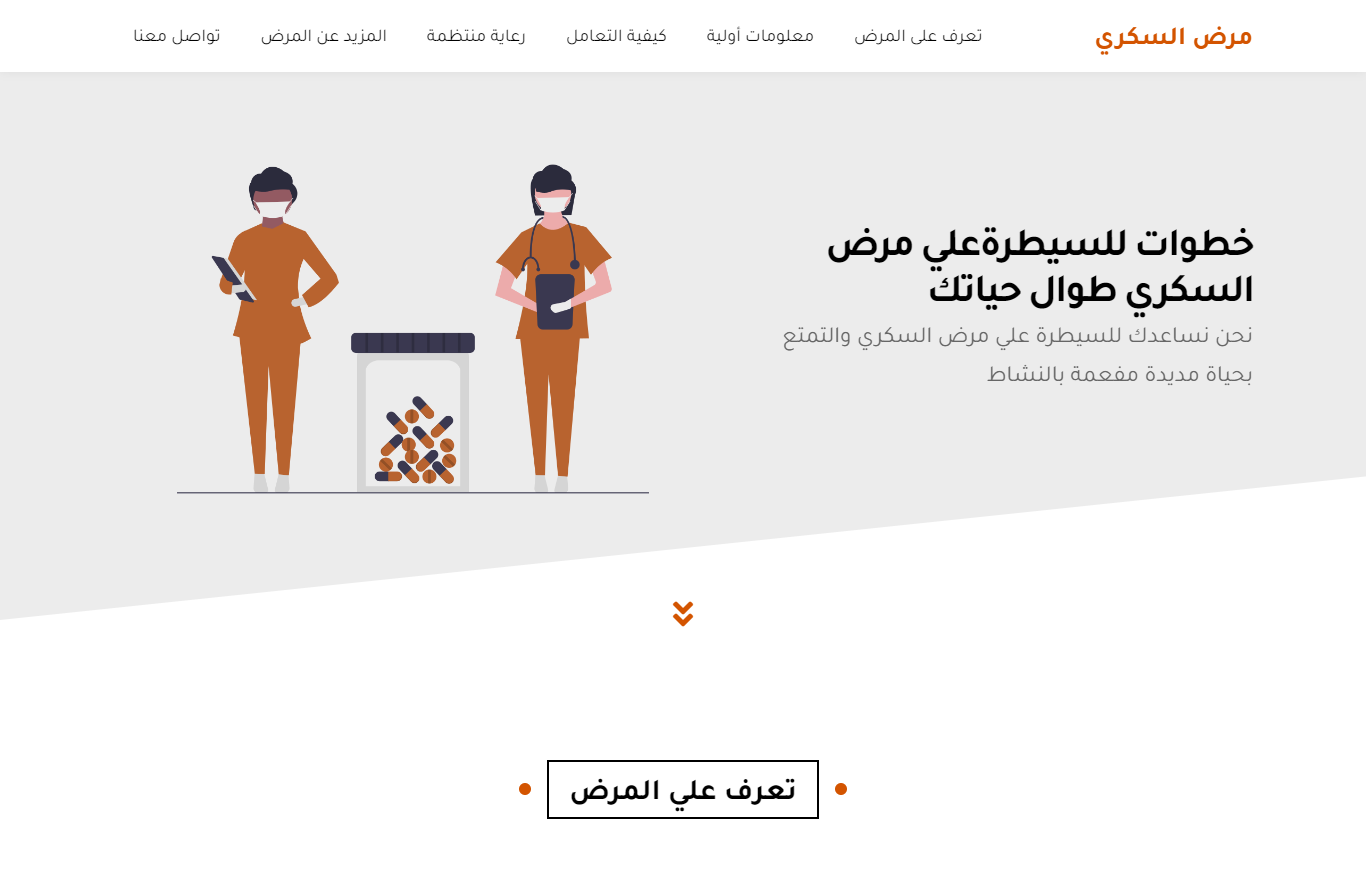 مرض السكري
تعرف على المرض
معلومات أولية
كيفية التعامل
رعاية منتظمة
المزيد عن المرض
تواصل معنا
خطوات للسيطرةعلي مرض
السكري طوال حياتك
نحن نساعدك للسيطرة علي مرض السكري والتمتع
بحياة مديدة مفعمة بالنشاط
تعرف علي المرض